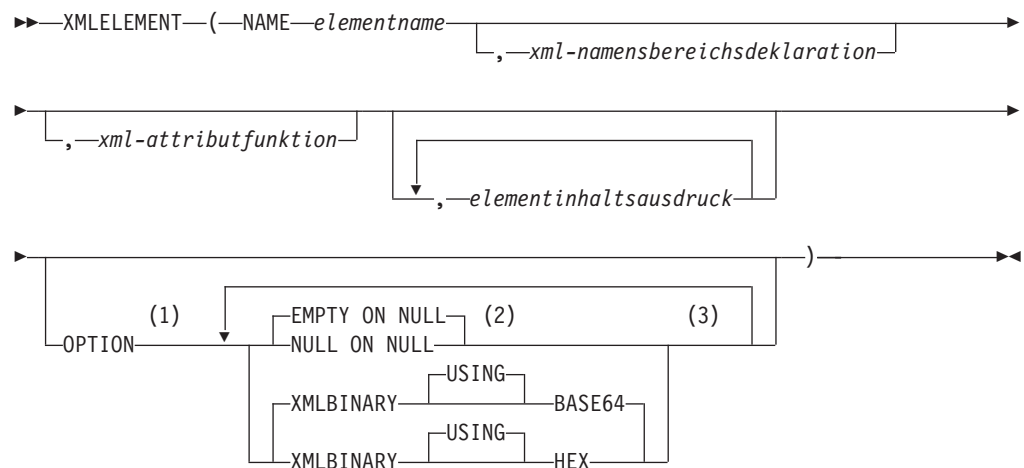 XMLELEMENT ( NAME elementname
, xml-namensbereichsdeklaration
, xml-attributfunktion
, elementinhaltsausdruck
)
(1) EMPTY ON NULL (2) (3)
OPTION NULL ON NULL
USING
XMLBINARY BASE64
USING
XMLBINARY HEX